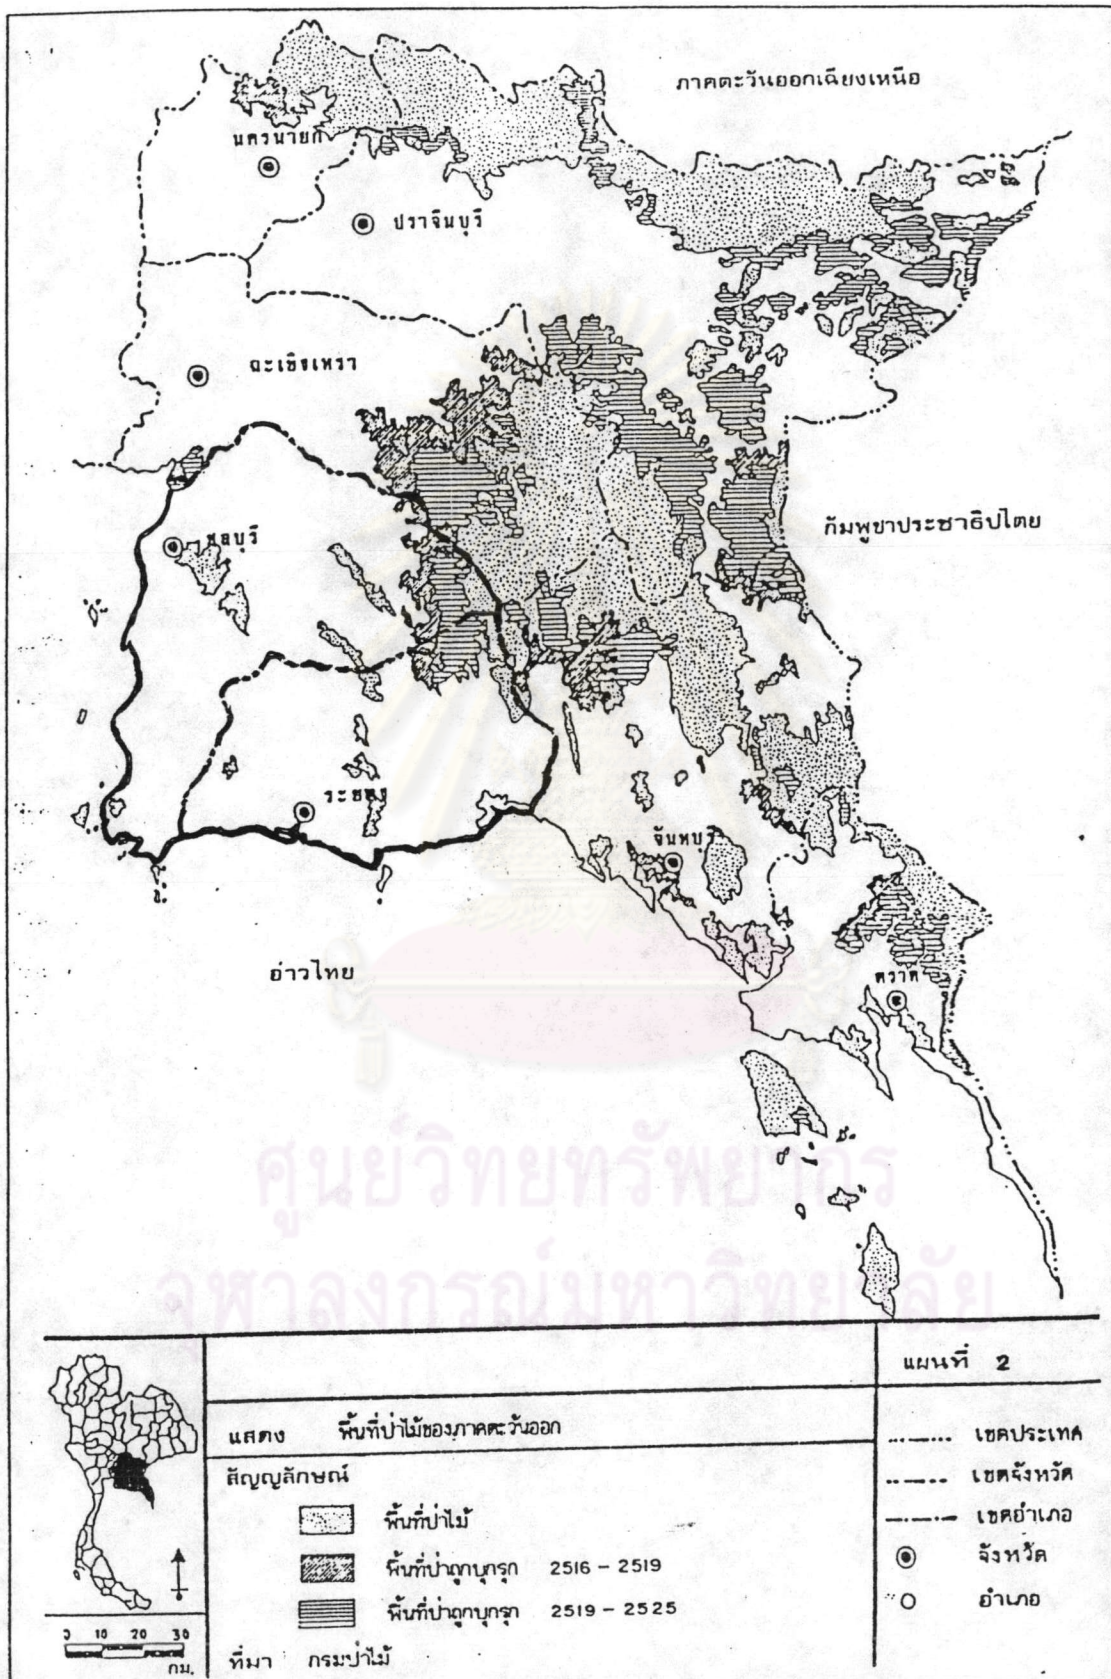 ภาคตะวันออกเฉียงเหนือ
นครนายก
ปราจีนบุรี
ฉะเชิงเทรา
กัมพูชาประชาธิปไตย
ชลบุรี
ระยอง
จันทบุรี
อ่าวไทย
ตราด
ศูนย์วิทยทรัพยากร
จุฬาลงกรณ์มหาวิทยาลัย
แผนที่ 2
แสดง พื้นที่ป่าไม้ของภาคตะวันออก
สัญญลักษณ์
พื้นที่ป่าไม้
พื้นที่ป่าถูกบุกรุก 2516 - 2519
พื้นที่ป่าถูกบุกรุก 2519 - 2525
ที่มา กรมป่าไม้
เขตประเทศ
เขตจังหวัด
เขตอำเภอ
จังหวัด
อำเภอ
0 10 20 30
กม.